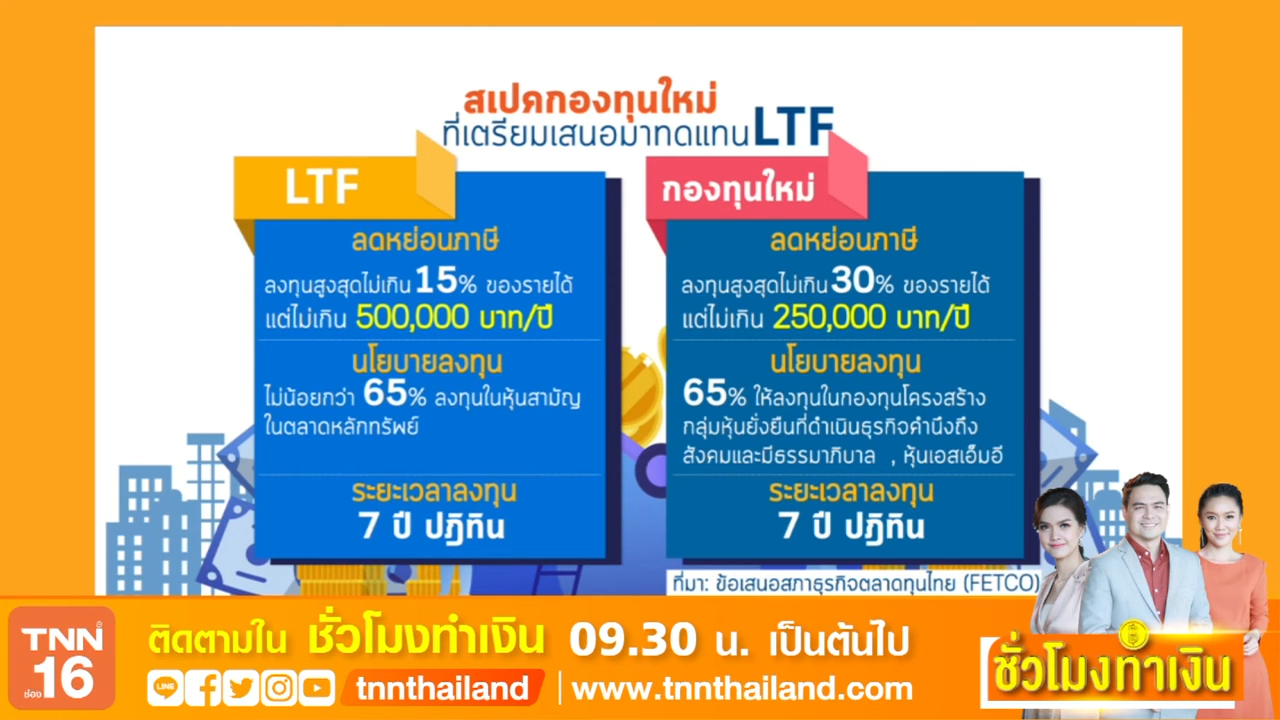 สเปคกองทุนใหม่
ที่เตรียมเสนอมาทดแทน LTF
LTF
ลดหย่อนภาษี
ลงทุนสูงสุดไม่เกิน 15% ของรายได้
แต่ไม่เกิน 500,000 บาท/ปี
นโยบายลงทุน
ไม่น้อยกว่า 65% ลงทุนในหุ้นสามัญ
ในตลาดหลักทรัพย์
ระยะเวลาลงทุน
7 ปี ปฏิทิน
กองทุนใหม่
ลดหย่อนภาษี
ลงทุนสูงสุดไม่เกิน 30% ของรายได้
แต่ไม่เกิน 250,000 บาท/ปี
นโยบายลงทุน
65% ให้ลงทุนในกองทุนโครงสร้าง
กลุ่มหุ้นยั่งยืนที่ดำเนินธุรกิจคำนึงถึง
สังคมและมีธรรมาภิบาล , หุ้นเอสเอ็มอี
ระยะเวลาลงทุน
7 ปี ปฏิทิน
ที่มา: ข้อเสนอสภาธุรกิจตลาดทุนไทย (FETCO)
TNN
ช่อง 16
ติดตามใน ชั่วโมงทำเงิน 09.30 น. เป็นต้นไป
LINE tnnthailand | www.tnnthailand.com
ชั่วโมงทำเงิน